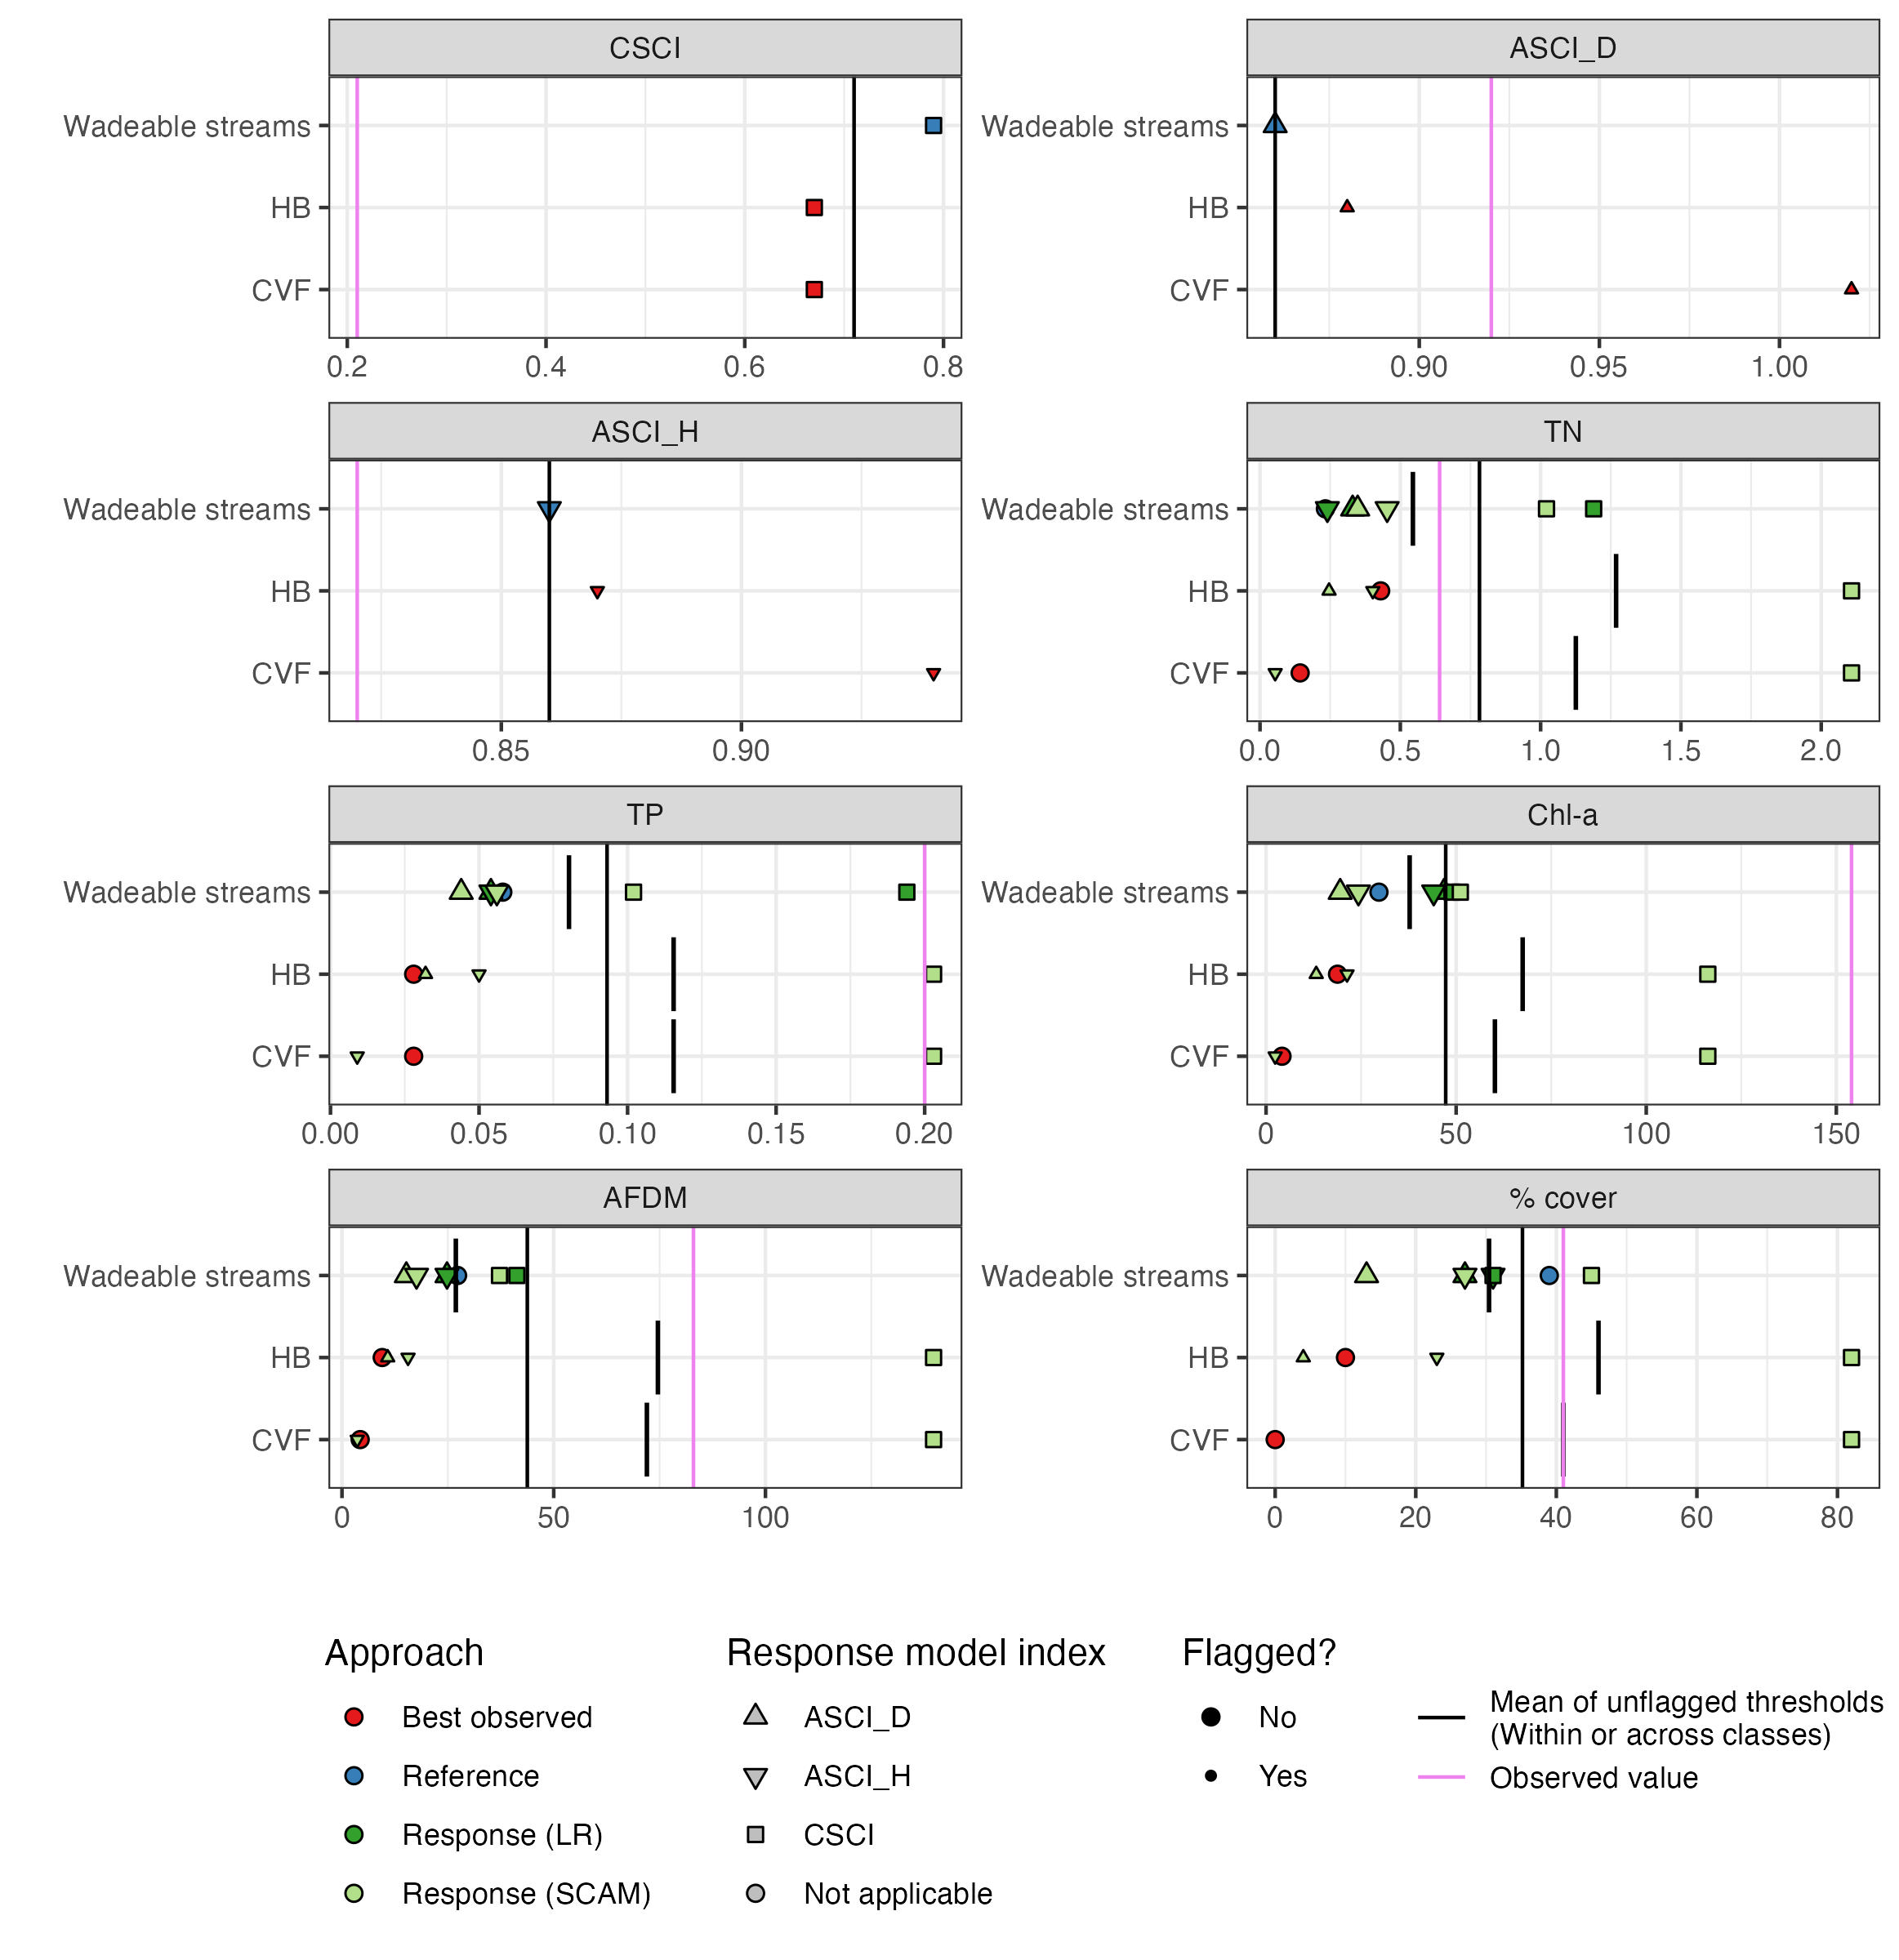 CSCI
ASCI_D
Wadeable streams
HB
CVF
0.2 0.4 0.6 0.8
Wadeable streams
HB
CVF
0.90 0.95 1.00
ASCI_H
TN
Wadeable streams
HB
CVF
0.85 0.90
Wadeable streams
HB
CVF
0.0 0.5 1.0 1.5 2.0
TP
Chl-a
Wadeable streams
HB
CVF
0.00 0.05 0.10 0.15 0.20
Wadeable streams
HB
CVF
0 50 100 150
AFDM
% cover
Wadeable streams
HB
CVF
0 50 100
Wadeable streams
HB
CVF
0 20 40 60 80
Approach
Best observed
Reference
Response (LR)
Response (SCAM)
Response model index
ASCI_D
ASCI_H
CSCI
Not applicable
Flagged?
No
Yes
Mean of unflagged thresholds
(Within or across classes)
Observed value